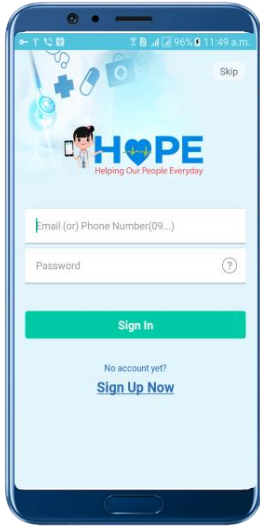 96% 11:49 a.m.
Skip
HOPE
Helping Our People Everyday
Email (or) Phone Number(09...)
Password ?
Sign In
No account yet?
Sign Up Now